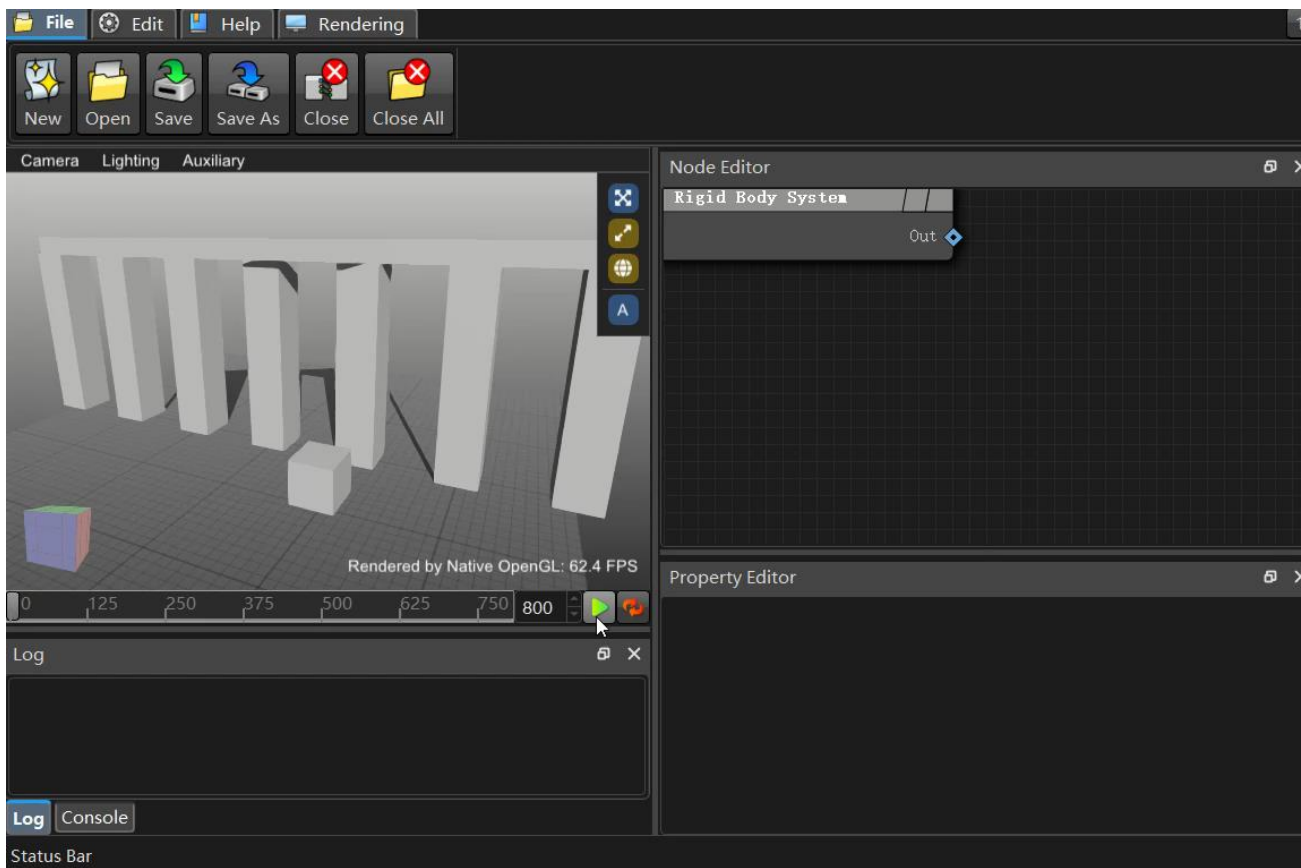 File Edit Help Rendering
New Open Save Save As Close Close All
Camera Lighting Auxiliary
Node Editor
Rigid Body System
Out
A
Rendered by Native OpenGL: 62.4 FPS
0 125 250 375 500 625 750 800
Property Editor
Log
Log Console
Status Bar